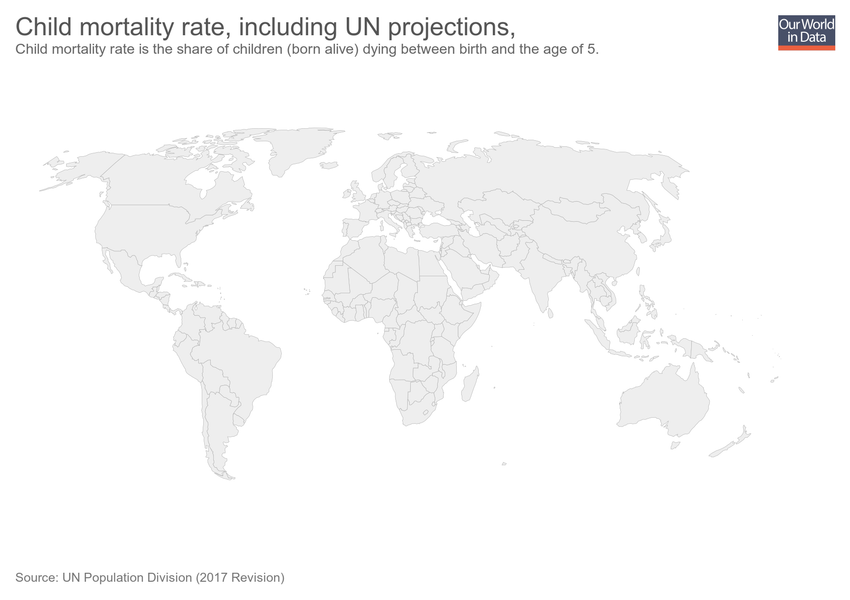 Child mortality rate, including UN projections,
Our World
in Data
Child mortality rate is the share of children (born alive) dying between birth and the age of 5.
Source: UN Population Division (2017 Revision)